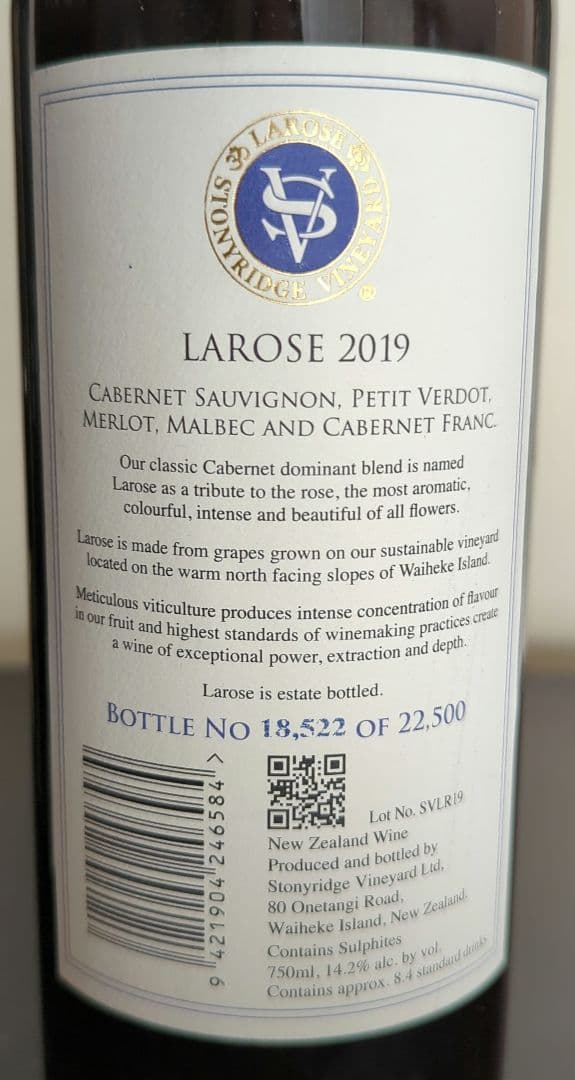 ॐ LAROSE ॐ
STONYRIDGE VINEYARD
SV
®
LAROSE 2019
CABERNET SAUVIGNON, PETIT VERDOT,
MERLOT, MALBEC AND CABERNET FRANC.
Our classic Cabernet dominant blend is named
Larose as a tribute to the rose, the most aromatic,
colourful, intense and beautiful of all flowers.
Larose is made from grapes grown on our sustainable vineyard
located on the warm north facing slopes of Waiheke Island.
Meticulous viticulture produces intense concentration of flavour
in our fruit and highest standards of winemaking practices create
a wine of exceptional power, extraction and depth.
Larose is estate bottled.
BOTTLE NO 18,522 OF 22,500
9 421904 246584 >
Lot No. SVLR19
New Zealand Wine
Produced and bottled by
Stonyridge Vineyard Ltd,
80 Onetangi Road,
Waiheke Island, New Zealand.
Contains Sulphites
750ml, 14.2% alc. by vol.
Contains approx. 8.4 standard drinks